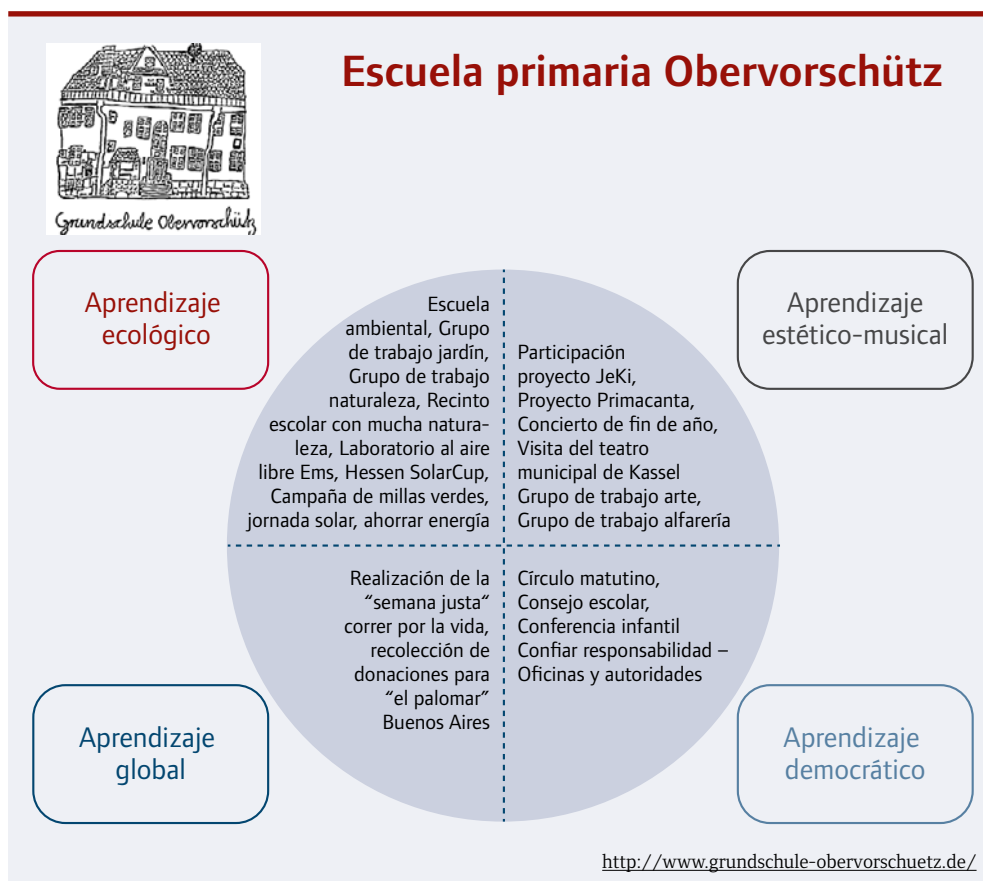 Escuela primaria Obervorschütz
Grundschule Obervorschütz
Aprendizaje
ecológico
Escuela
ambiental, Grupo
de trabajo jardín,
Grupo de trabajo
naturaleza, Recinto
escolar con mucha natura-
leza, Laboratorio al aire
libre Ems, Hessen SolarCup,
Campaña de millas verdes,
jornada solar, ahorrar energía
Aprendizaje
estético-musical
Participación
proyecto JeKi,
Proyecto Primacanta,
Concierto de fin de año,
Visita del teatro
municipal de Kassel
Grupo de trabajo arte,
Grupo de trabajo alfarería
Aprendizaje
global
Realización de la
“semana justa“
correr por la vida,
recolección de
donaciones para
“el palomar”
Buenos Aires
Aprendizaje
democrático
Círculo matutino,
Consejo escolar,
Conferencia infantil
Confiar responsabilidad –
Oficinas y autoridades
http://www.grundschule-obervorschuetz.de/